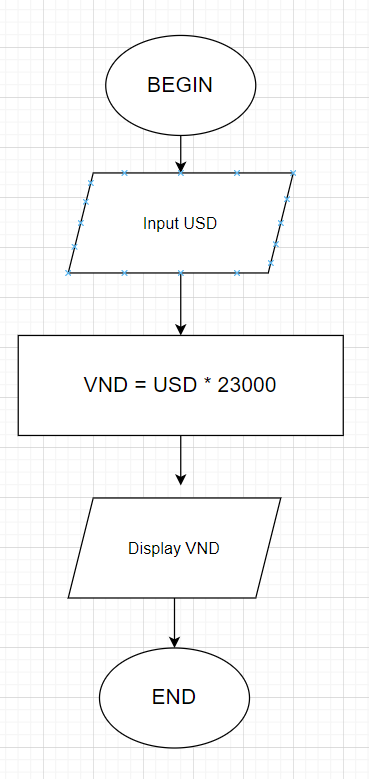 BEGIN
Input USD
VND = USD * 23000
Display VND
END